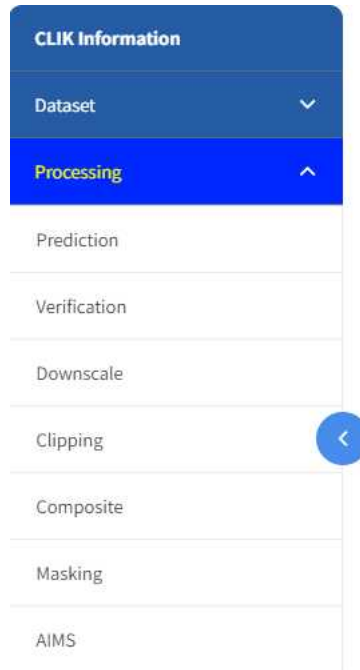 CLIK Information
Dataset
Processing
Prediction
Verification
Downscale
Clipping
Composite
Masking
AIMS